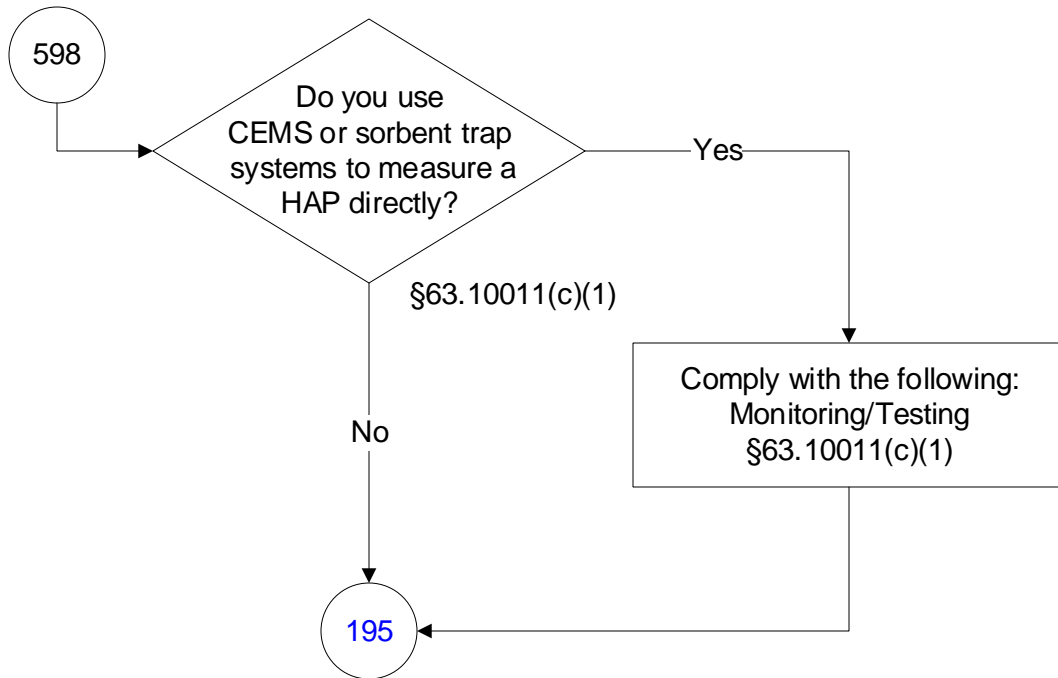 598
Do you use
CEMS or sorbent trap
systems to measure a
HAP directly?
Yes
§63.10011(c)(1)
Comply with the following:
Monitoring/Testing
§63.10011(c)(1)
No
195